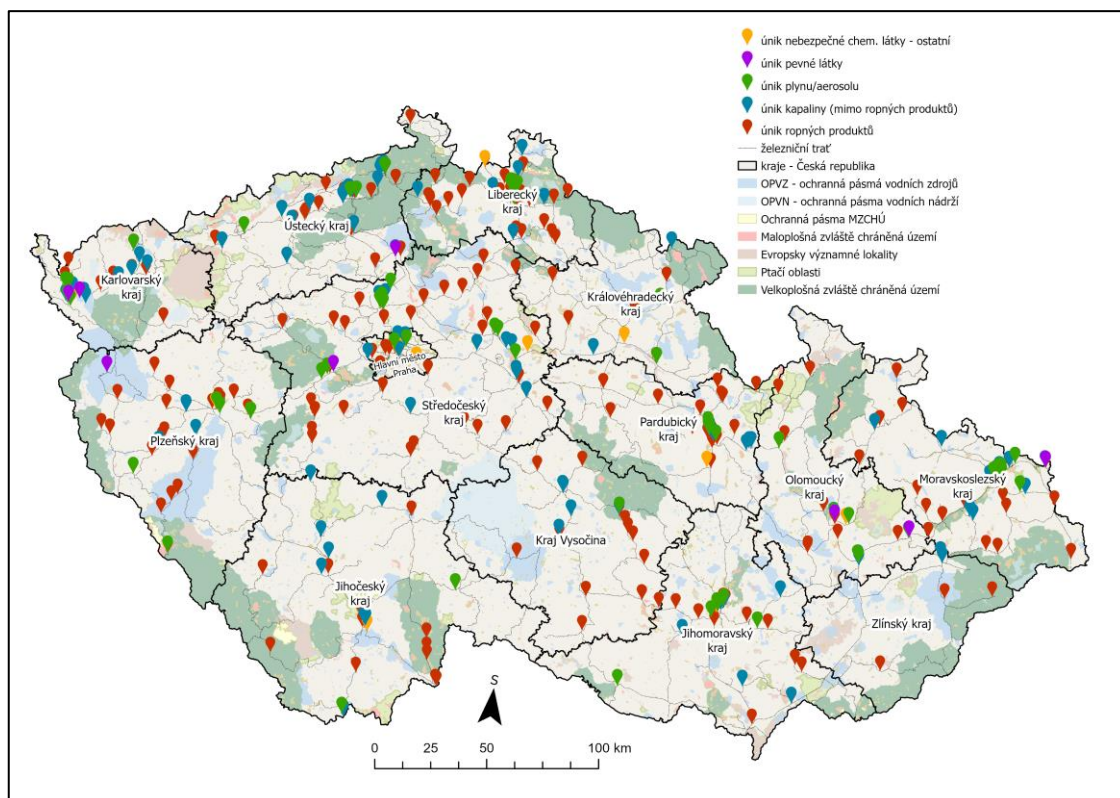 únik nebezpečné chem. látky - ostatní
únik pevné látky
únik plynu/aerosolu
únik kapaliny (mimo ropných produktů)
únik ropných produktů
železniční trať
kraje - Česká republika
OPVZ - ochranná pásmá vodních zdrojů
OPVN - ochranná pásma vodních nádrží
Ochranná pásma MZCHÚ
Maloplošná zvláště chráněná území
Evropsky významné lokality
Ptačí oblasti
Velkoplošná zvláště chráněná území
Liberecký
kraj
Ústecký kraj
Karlovarský
kraj
Královéhradecký
kraj
Hlavní město
Praha
Středočeský
kraj
Pardubický
kraj
Plzeňský kraj
Olomoucký
kraj
Moravskoslezský
kraj
Kraj Vysočina
Jihočeský
kraj
Zlínský kraj
Jihomoravský
kraj
S
0 25 50 100 km